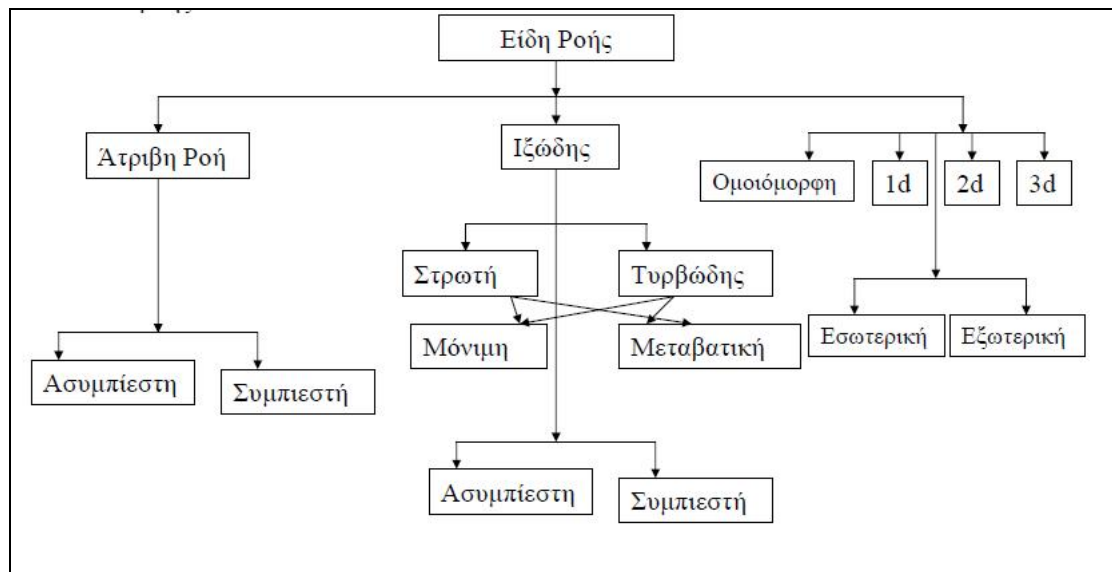 Είδη Ροής
Άτριβη Ροή
Ιξώδης
Ομοιόμορφη
1d
2d
3d
Στρωτή
Τυρβώδης
Μόνιμη
Μεταβατική
Εσωτερική
Εξωτερική
Ασυμπίεστη
Συμπιεστή
Ασυμπίεστη
Συμπιεστή